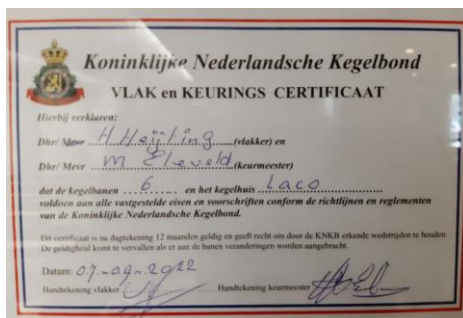 Koninklijke Nederlandsche Kegelbond
VLAK en KEURINGS CERTIFICAAT
Hierbij verklaren:
Dhr/ Mevr H. Heijting (vlakker) en
Dhr/ Mevr M Eleveld (keurmeester)
dat de kegelbanen 6 en het kegelhuis Laco
voldoen aan alle vastgestelde eisen en voorschriften conform de richtlijnen en reglementen
van de Koninklijke Nederlandsche Kegelbond.
Dit certificaat is na dagtekening 12 maanden geldig en geeft recht om door de KNKB erkende wedstrijden te houden.
De geldigheid komt te vervallen als er aan de banen veranderingen worden aangebracht.
Datum: 07-09-2022
Handtekening vlakker Handtekening keurmeester